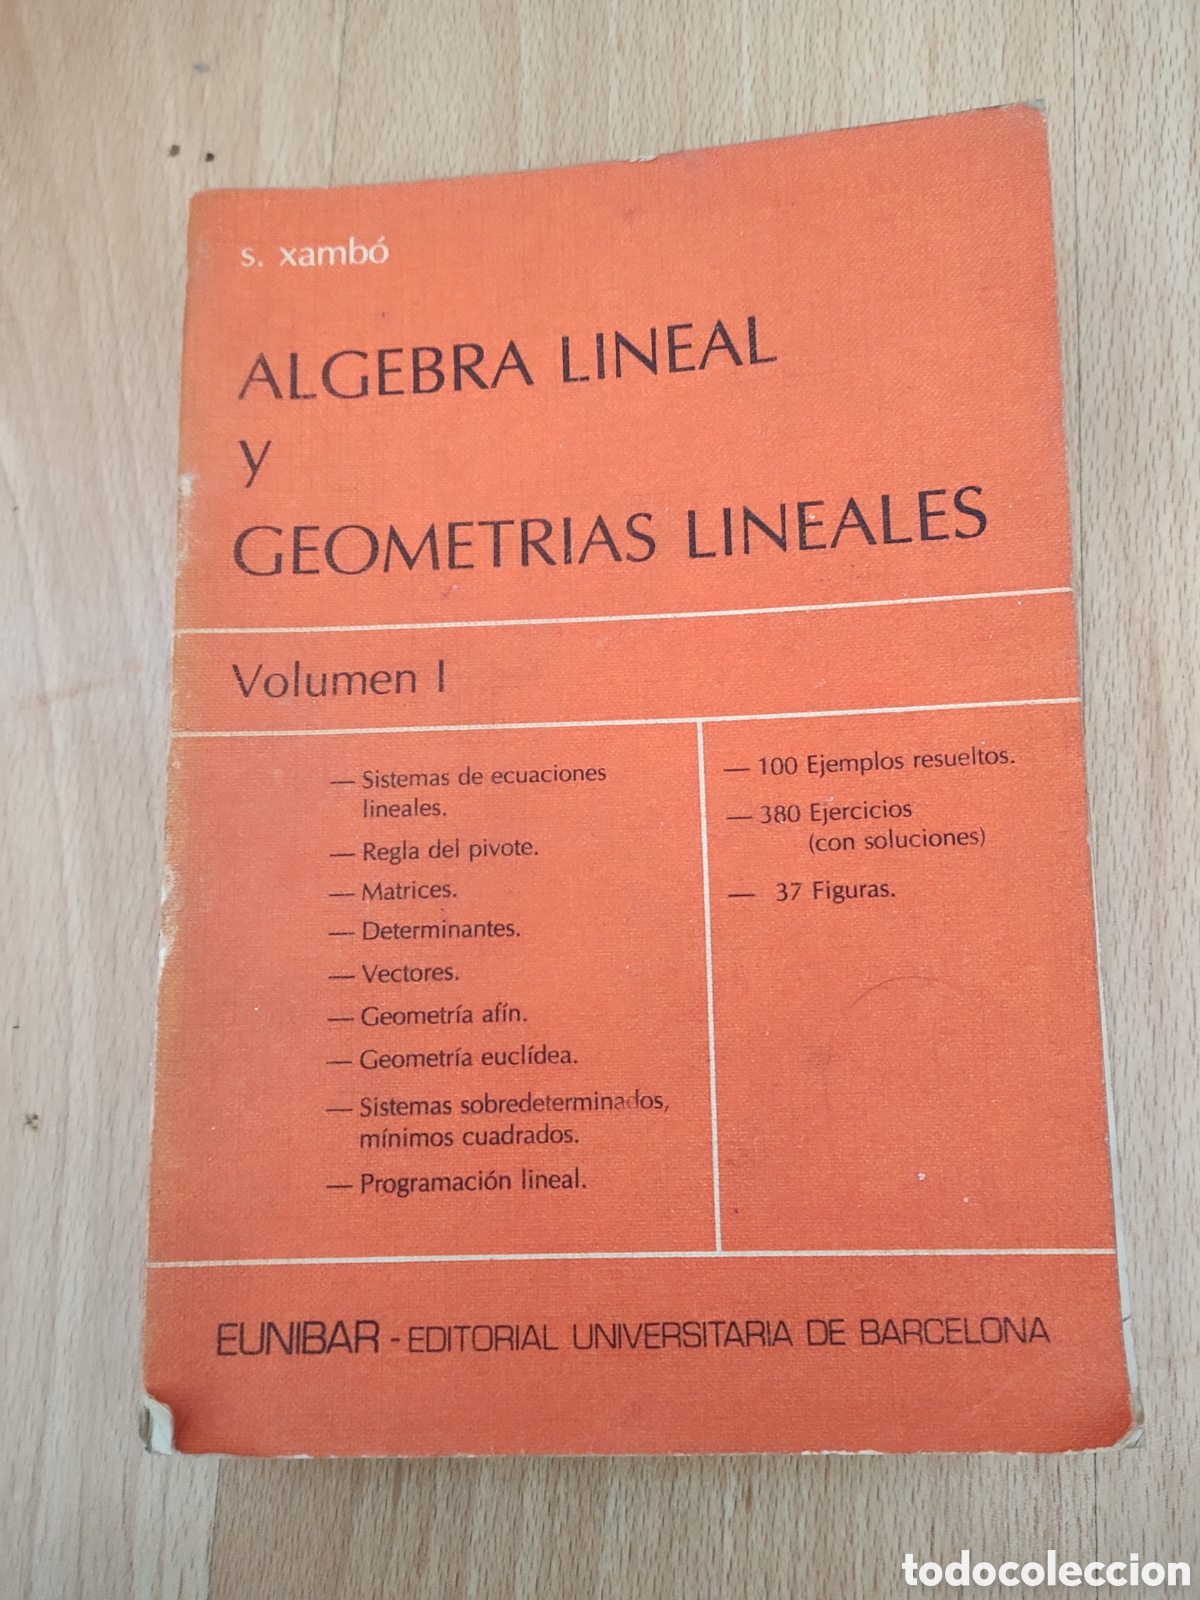 s. xambó
ALGEBRA LINEAL
y
GEOMETRIAS LINEALES
Volumen I
— Sistemas de ecuaciones
lineales.
— Regla del pivote.
— Matrices.
— Determinantes.
— Vectores.
— Geometría afín.
— Geometría euclídea.
— Sistemas sobredeterminados,
mínimos cuadrados.
— Programación lineal.
— 100 Ejemplos resueltos.
— 380 Ejercicios
(con soluciones)
— 37 Figuras.
EUNIBAR - EDITORIAL UNIVERSITARIA DE BARCELONA
todocoleccion